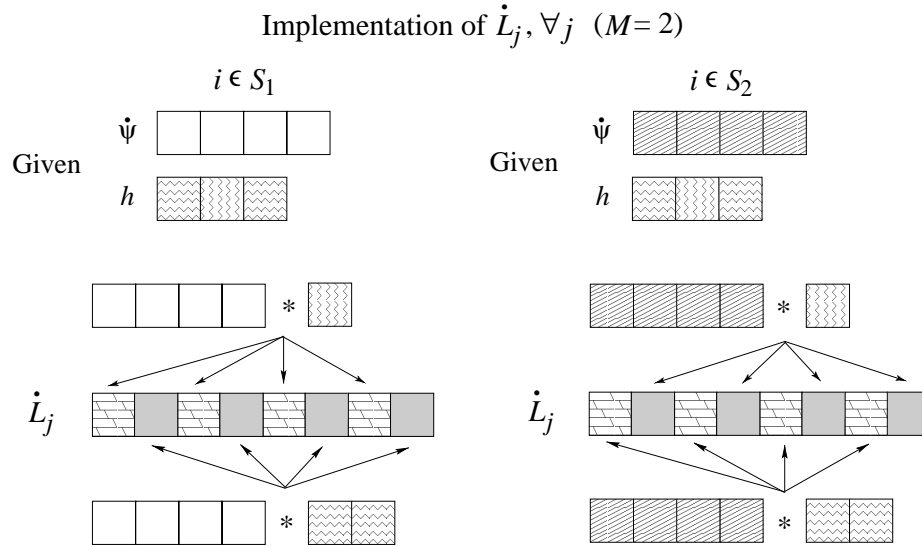 Implementation of L̇ⱼ, ∀ j (M = 2)
i ϵ S₁
i ϵ S₂
ψ̇
ψ̇
Given
Given
h
h
*
*
L̇ⱼ
L̇ⱼ
*
*